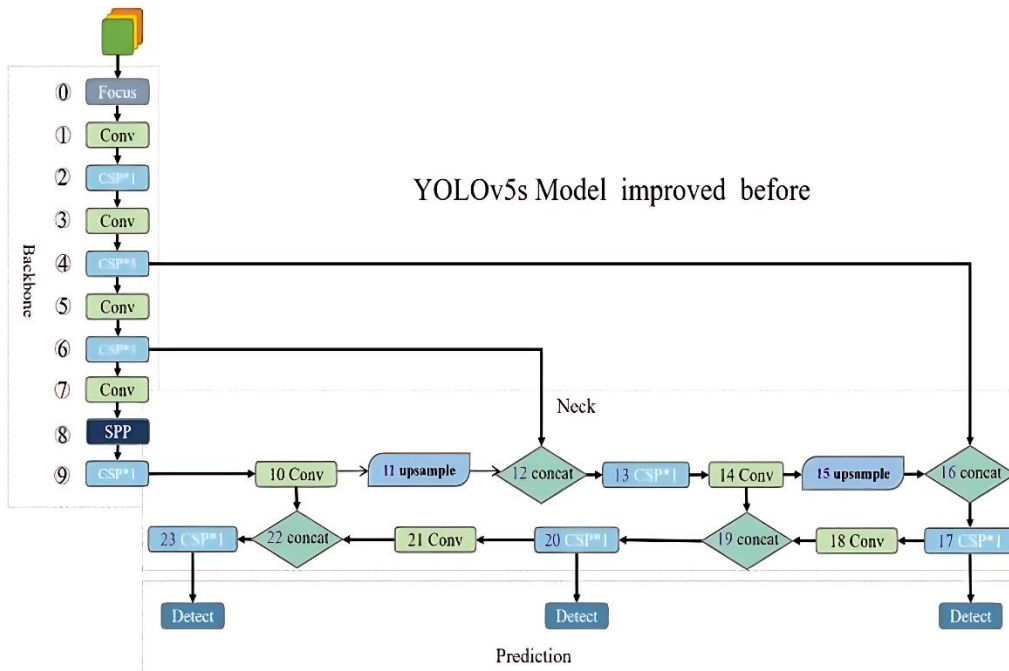 ⓪ Focus
① Conv
② CSP*1
YOLOv5s Model improved before
③ Conv
Backbone
④
⑤ Conv
⑥
⑦ Conv
Neck
⑧ SPP
⑨ CSP*1
10 Conv
11 upsample
12 concat
13 CSP*1
14 Conv
15 upsample
16 concat
23 CSP*1
22 concat
21 Conv
20 CSP*1
19 concat
18 Conv
17 CSP*1
Detect
Detect
Detect
Prediction